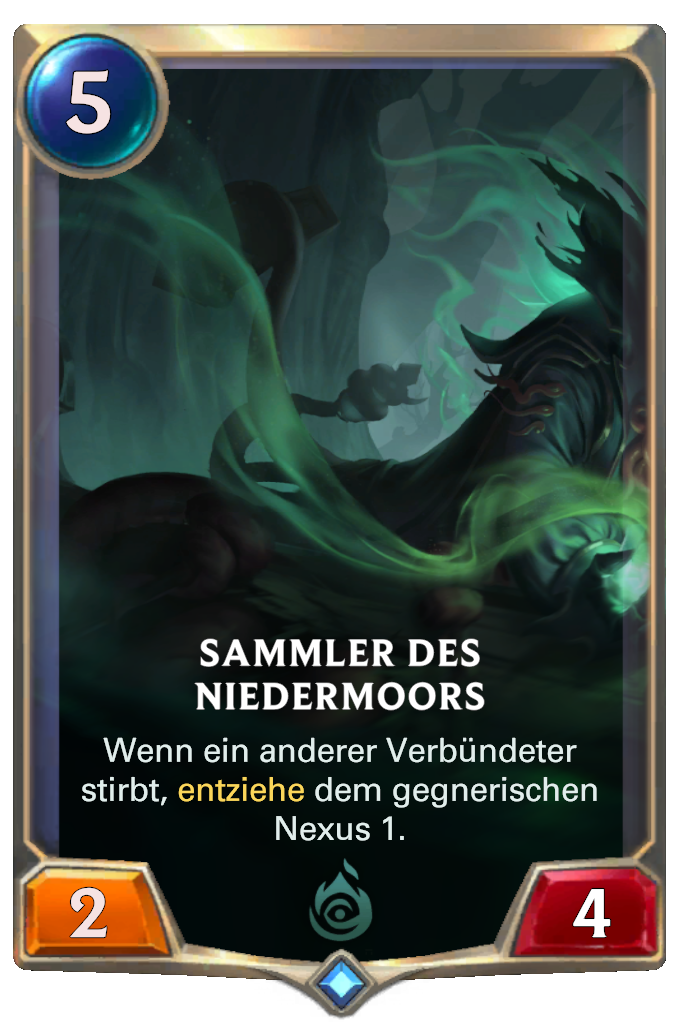 5
SAMMLER DES
NIEDERMOORS
Wenn ein anderer Verbündeter
stirbt, entziehe dem gegnerischen
Nexus 1.
2
4